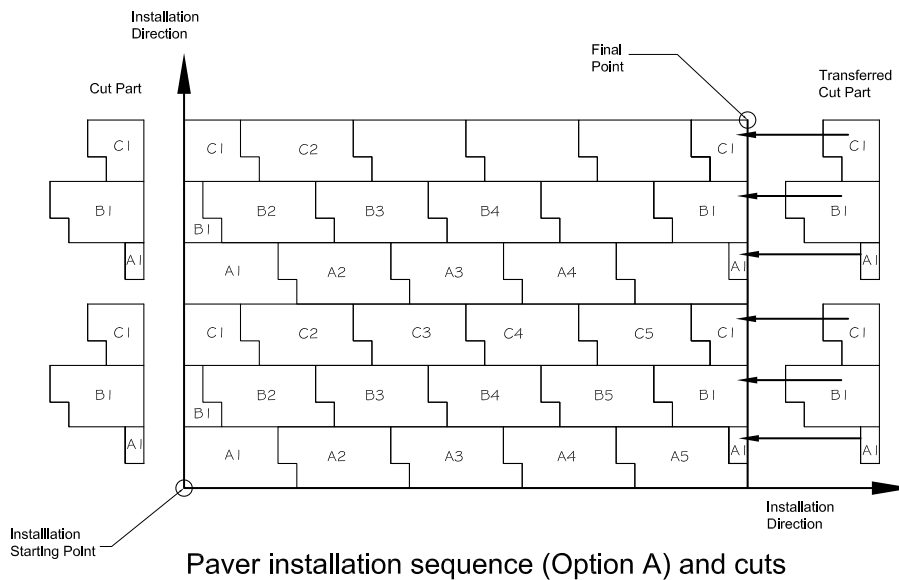 Installation
Direction
Final
Point
Cut Part
Transferred
Cut Part
C1
C1
C2
C1
C1
B1
B1
B2
B3
B4
B1
B1
A1
A1
A2
A3
A4
A1
A1
C1
C1
C2
C3
C4
C5
C1
C1
B1
B1
B2
B3
B4
B5
B1
B1
A1
A1
A2
A3
A4
A5
A1
A1
Installlation
Starting Point
Installation
Direction
Paver installation sequence (Option A) and cuts